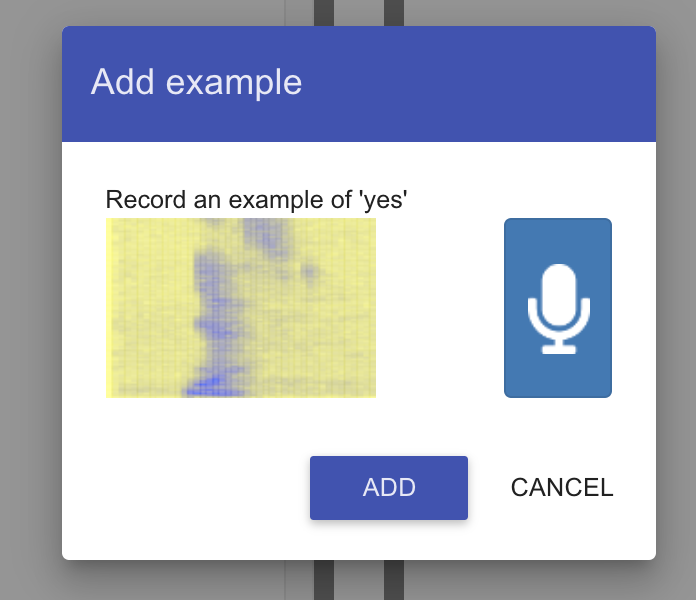 Add example
Record an example of 'yes'
ADD
CANCEL